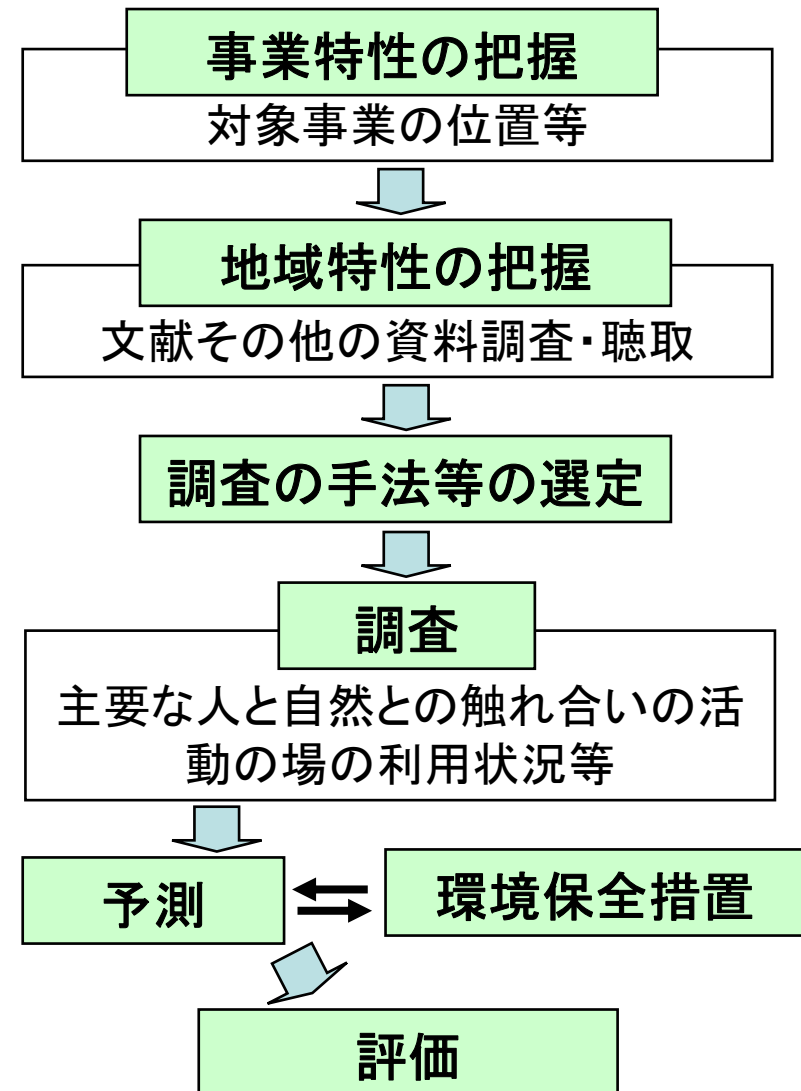 事業特性の把握
対象事業の位置等
地域特性の把握
文献その他の資料調査・聴取
調査の手法等の選定
調査
主要な人と自然との触れ合いの活
動の場の利用状況等
予測
環境保全措置
評価